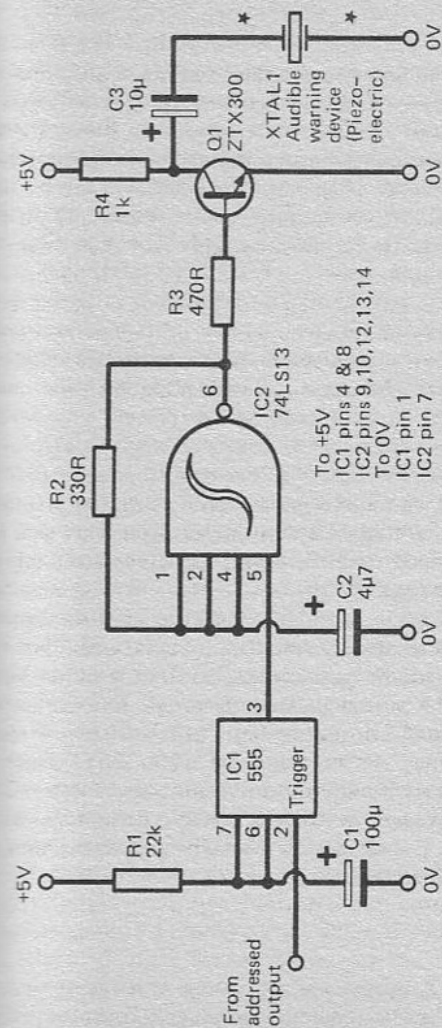 +5V
R1
22k
7
6
2
IC1
555
Trigger
3
From
addressed
output
+
C1
100µ
0V
R2
330R
1
2
4
5
6
IC2
74LS13
+
C2
4µ7
0V
To +5V
IC1 pins 4 & 8
IC2 pins 9,10,12,13,14
To 0V
IC1 pin 1
IC2 pin 7
R3
470R
+5V
R4
1k
+
C3
10µ
Q1
ZTX300
*
XTAL1
Audible
warning
device
(Piezo-
electric)
*
0V
0V